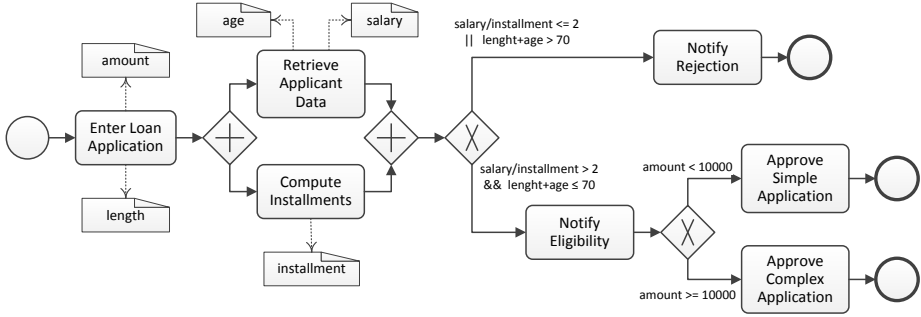 age
salary
amount
Retrieve
Applicant
Data
salary/installment <= 2
|| lenght+age > 70
Notify
Rejection
Enter Loan
Application
length
Compute
Installments
installment
salary/installment > 2
&& lenght+age ≤ 70
Notify
Eligibility
amount < 10000
Approve
Simple
Application
amount >= 10000
Approve
Complex
Application